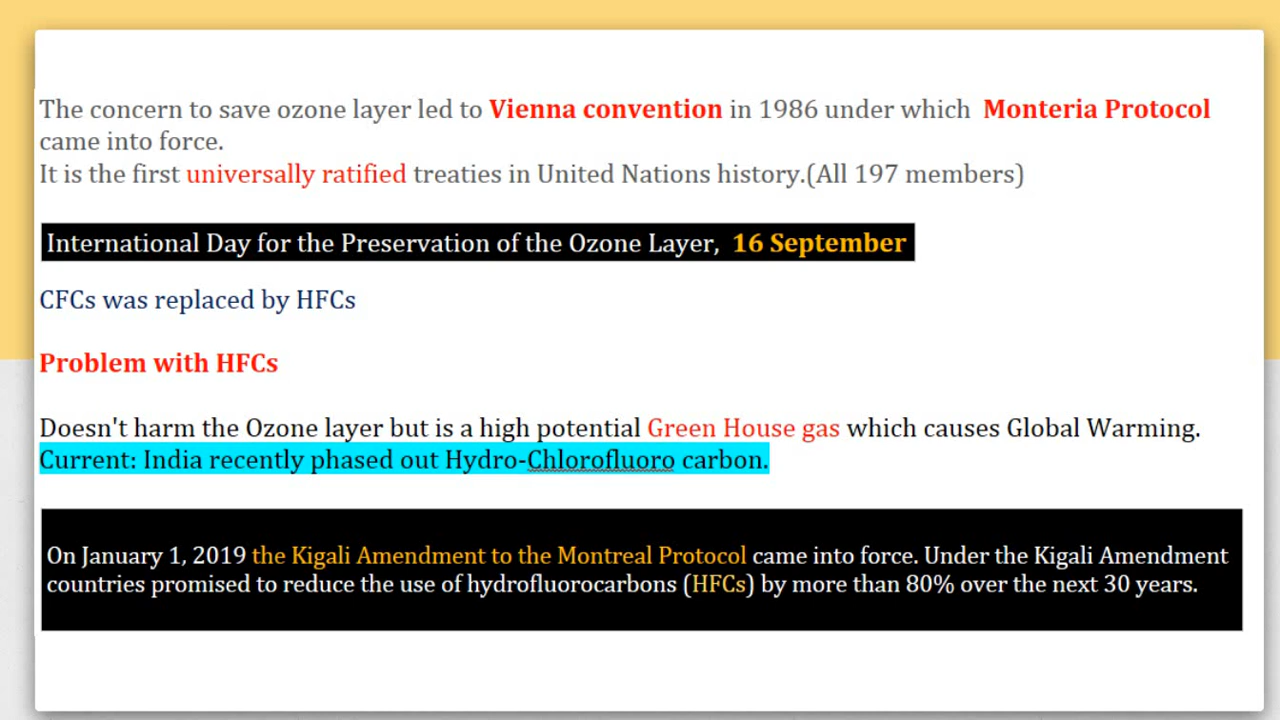 The concern to save ozone layer led to Vienna convention in 1986 under which Monteria Protocol
came into force.
It is the first universally ratified treaties in United Nations history.(All 197 members)
International Day for the Preservation of the Ozone Layer, 16 September
CFCs was replaced by HFCs
Problem with HFCs
Doesn't harm the Ozone layer but is a high potential Green House gas which causes Global Warming.
Current: India recently phased out Hydro-Chlorofluoro carbon.
On January 1, 2019 the Kigali Amendment to the Montreal Protocol came into force. Under the Kigali Amendment
countries promised to reduce the use of hydrofluorocarbons (HFCs) by more than 80% over the next 30 years.